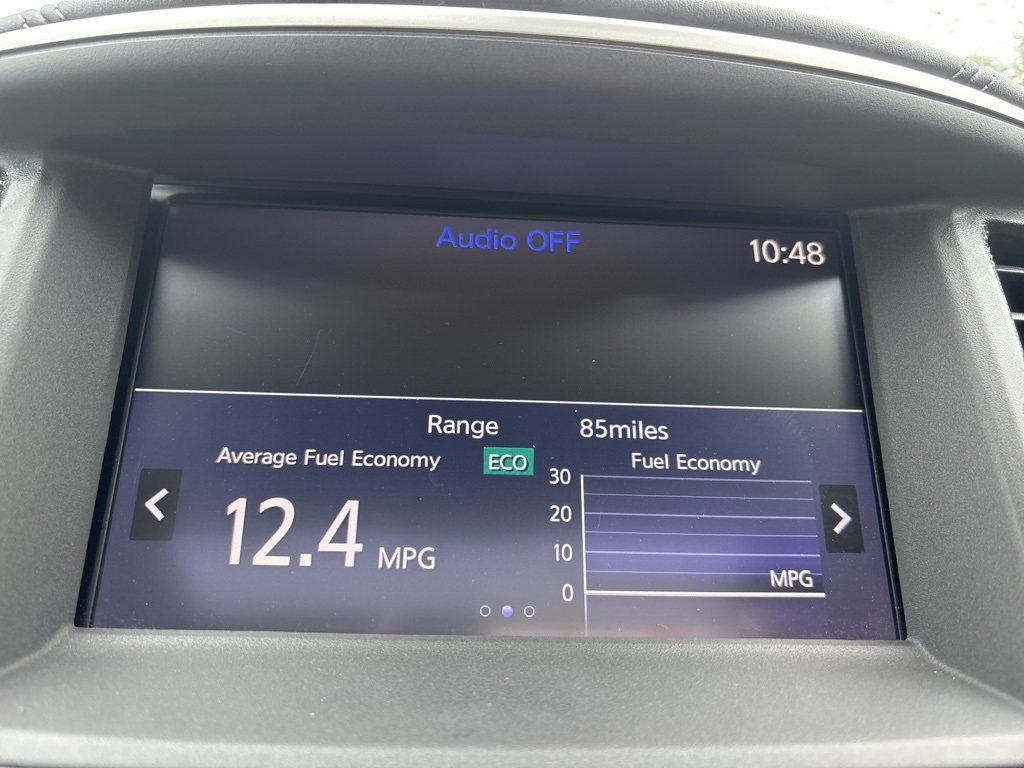 Audio OFF
10:48
Range 85miles
Average Fuel Economy ECO
12.4 MPG
Fuel Economy
30
20
10
0
MPG